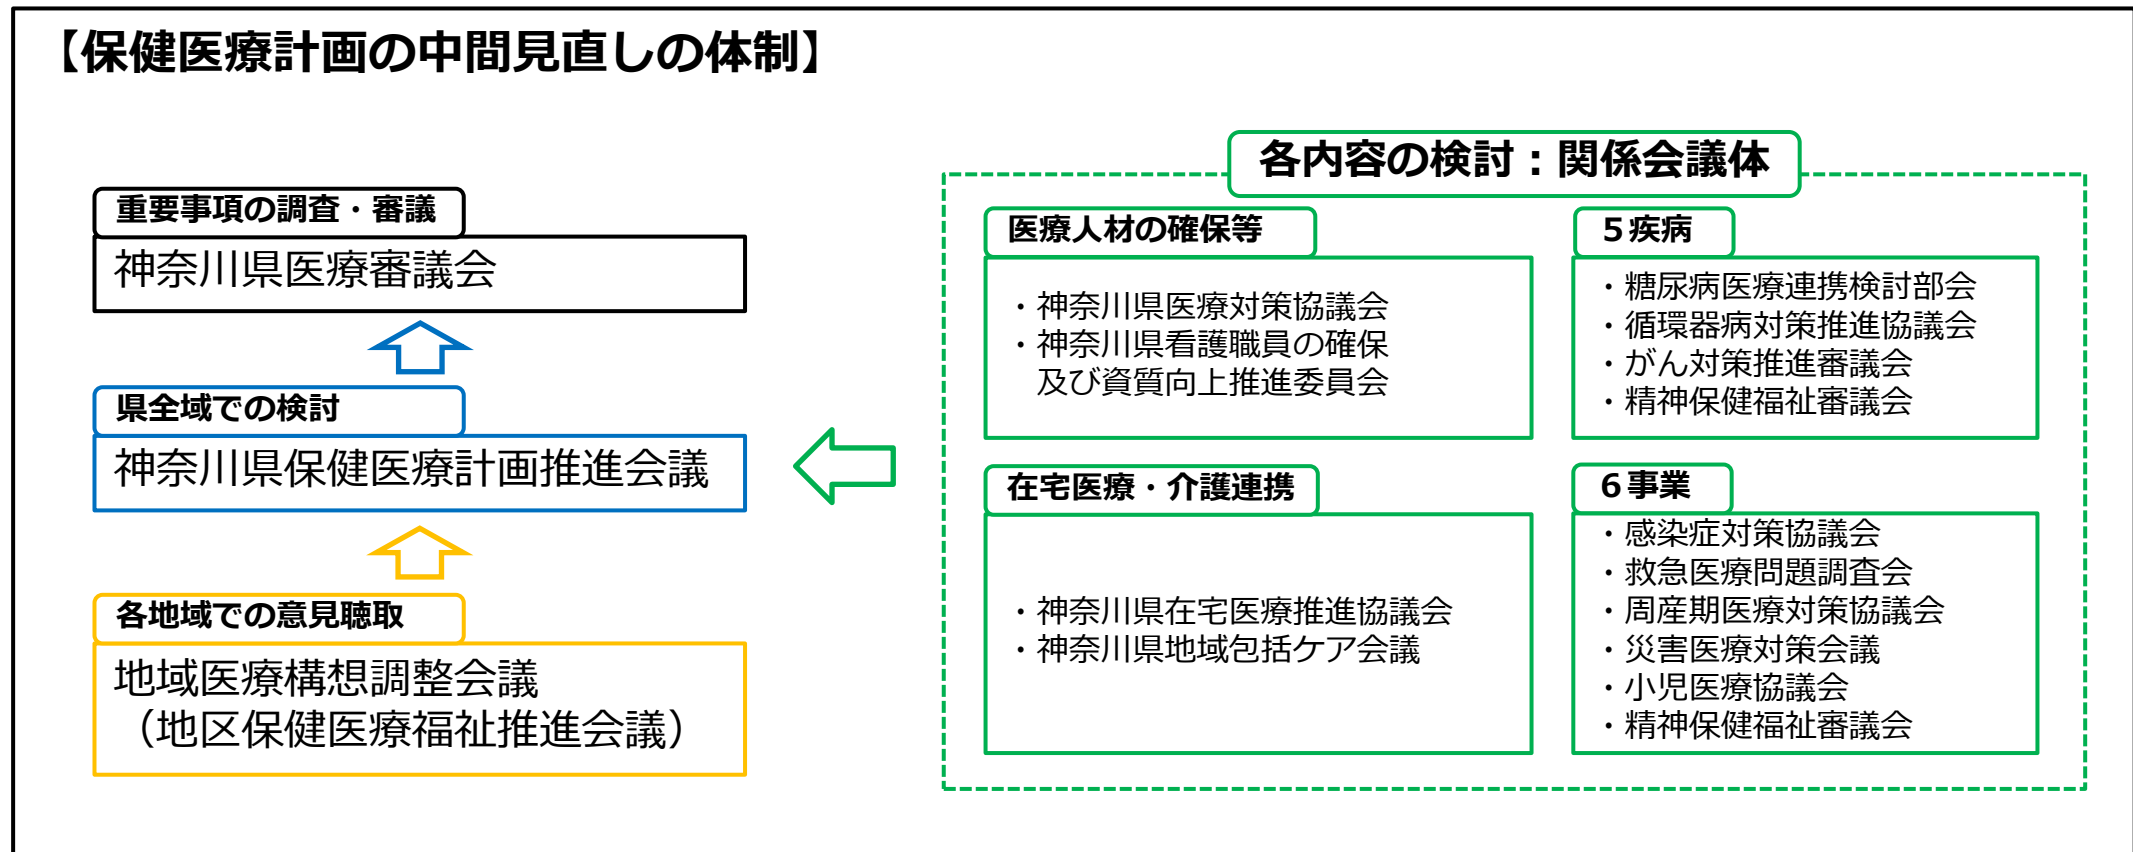 【保健医療計画の中間見直しの体制】
重要事項の調査・審議
神奈川県医療審議会
県全域での検討
神奈川県保健医療計画推進会議
各地域での意見聴取
地域医療構想調整会議
（地区保健医療福祉推進会議）
各内容の検討：関係会議体
医療人材の確保等
・神奈川県医療対策協議会
・神奈川県看護職員の確保
及び資質向上推進委員会
５疾病
・糖尿病医療連携検討部会
・循環器病対策推進協議会
・がん対策推進審議会
・精神保健福祉審議会
在宅医療・介護連携
・神奈川県在宅医療推進協議会
・神奈川県地域包括ケア会議
６事業
・感染症対策協議会
・救急医療問題調査会
・周産期医療対策協議会
・災害医療対策会議
・小児医療協議会
・精神保健福祉審議会